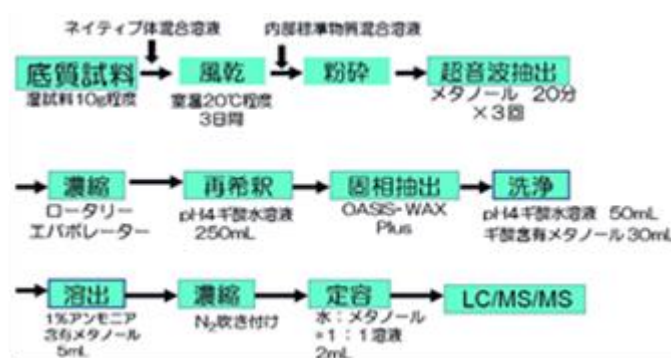 ネイティブ体混合溶液
内部標準物質混合溶液
底質試料
湿試料10g程度
風乾
室温20℃程度
3日間
粉砕
超音波抽出
メタノール 20分
×3回
濃縮
ロータリー
エバポレーター
再希釈
pH4ギ酸水溶液
250mL
固相抽出
OASIS-WAX
Plus
洗浄
pH4ギ酸水溶液 50mL
ギ酸含有メタノール30mL
溶出
1%アンモニア
含有メタノール
5mL
濃縮
N₂吹き付け
定容
水:メタノール
=1:1溶液
2mL
LC/MS/MS